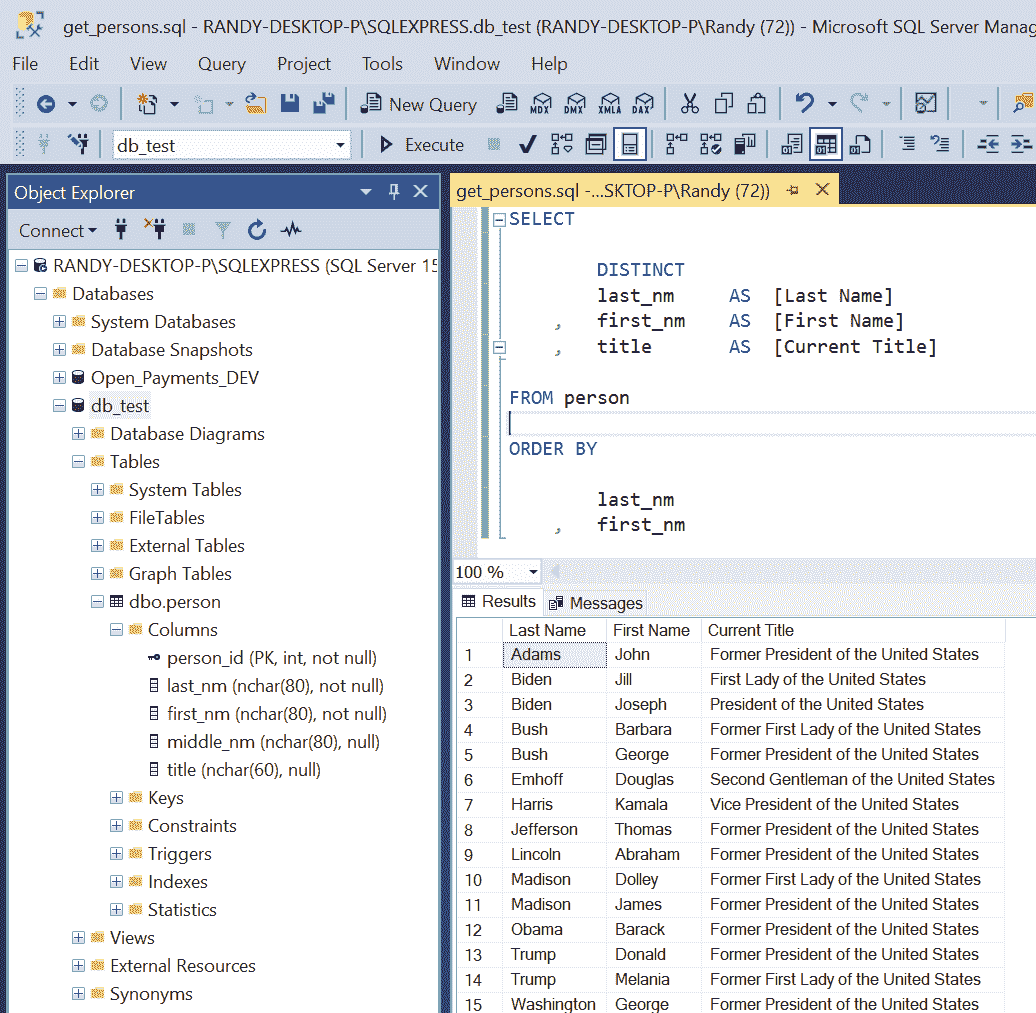 get_persons.sql - RANDY-DESKTOP-P\SQLEXPRESS.db_test (RANDY-DESKTOP-P\Randy (72)) - Microsoft SQL Server Manag
File Edit View Query Project Tools Window Help
New Query MDX DMX XMLA DAX
db_test Execute
Object Explorer
Connect
RANDY-DESKTOP-P\SQLEXPRESS (SQL Server 15
Databases
System Databases
Database Snapshots
Open_Payments_DEV
db_test
Database Diagrams
Tables
System Tables
FileTables
External Tables
Graph Tables
dbo.person
Columns
person_id (PK, int, not null)
last_nm (nchar(80), not null)
first_nm (nchar(80), not null)
middle_nm (nchar(80), null)
title (nchar(60), null)
Keys
Constraints
Triggers
Indexes
Statistics
Views
External Resources
Synonyms
get_persons.sql -...SKTOP-P\Randy (72))
SELECT
DISTINCT
last_nm AS [Last Name]
, first_nm AS [First Name]
, title AS [Current Title]
FROM person
ORDER BY
last_nm
, first_nm
100 %
Results Messages
Last Name First Name Current Title
1 Adams John Former President of the United States
2 Biden Jill First Lady of the United States
3 Biden Joseph President of the United States
4 Bush Barbara Former First Lady of the United States
5 Bush George Former President of the United States
6 Emhoff Douglas Second Gentleman of the United States
7 Harris Kamala Vice President of the United States
8 Jefferson Thomas Former President of the United States
9 Lincoln Abraham Former President of the United States
10 Madison Dolley Former First Lady of the United States
11 Madison James Former President of the United States
12 Obama Barack Former President of the United States
13 Trump Donald Former President of the United States
14 Trump Melania Former First Lady of the United States
15 Washington George Former President of the United States